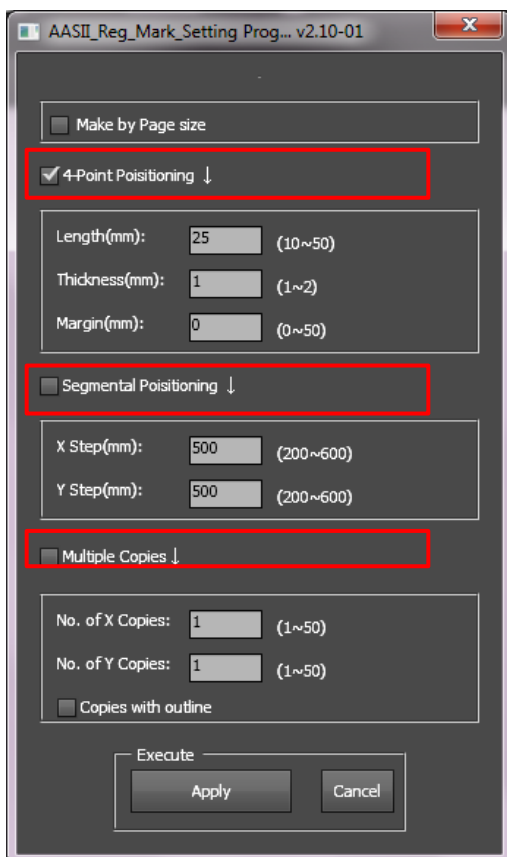 AASII_Reg_Mark_Setting Prog... v2.10-01
Make by Page size
4-Point Poisitioning ↓
Length(mm): 25 (10~50)
Thickness(mm): 1 (1~2)
Margin(mm): 0 (0~50)
Segmental Poisitioning ↓
X Step(mm): 500 (200~600)
Y Step(mm): 500 (200~600)
Multiple Copies ↓
No. of X Copies: 1 (1~50)
No. of Y Copies: 1 (1~50)
Copies with outline
Execute
Apply Cancel